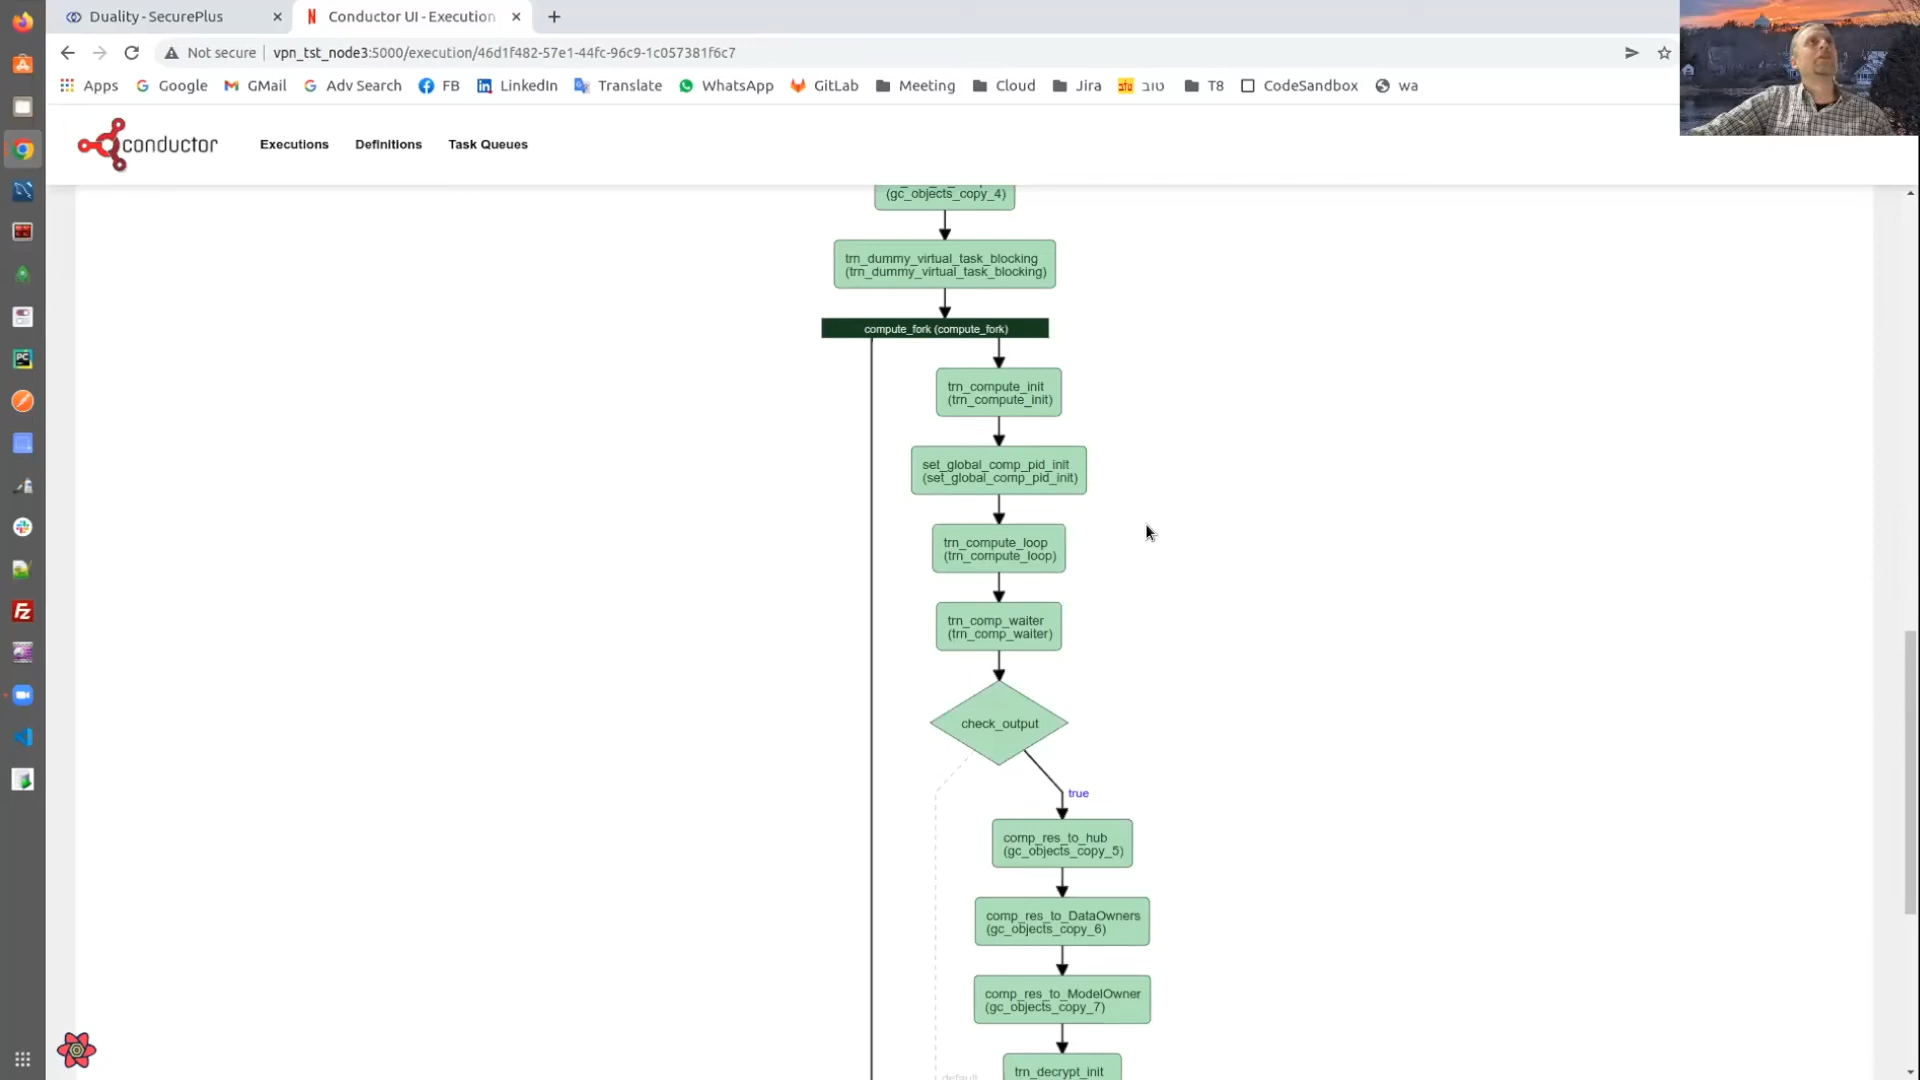 Duality - SecurePlus
Conductor UI - Execution
Not secure
vpn_tst_node3:5000/execution/46d1f482-57e1-44fc-96c9-1c057381f6c7
Apps
Google
GMail
Adv Search
FB
LinkedIn
Translate
WhatsApp
GitLab
Meeting
Cloud
Jira
טוב
T8
CodeSandbox
wa
conductor
Executions
Definitions
Task Queues
(gc_objects_copy_4)
trn_dummy_virtual_task_blocking
(trn_dummy_virtual_task_blocking)
compute_fork (compute_fork)
trn_compute_init
(trn_compute_init)
set_global_comp_pid_init
(set_global_comp_pid_init)
trn_compute_loop
(trn_compute_loop)
trn_comp_waiter
(trn_comp_waiter)
check_output
true
comp_res_to_hub
(gc_objects_copy_5)
comp_res_to_DataOwners
(gc_objects_copy_6)
comp_res_to_ModelOwner
(gc_objects_copy_7)
trn_decrypt_init
default